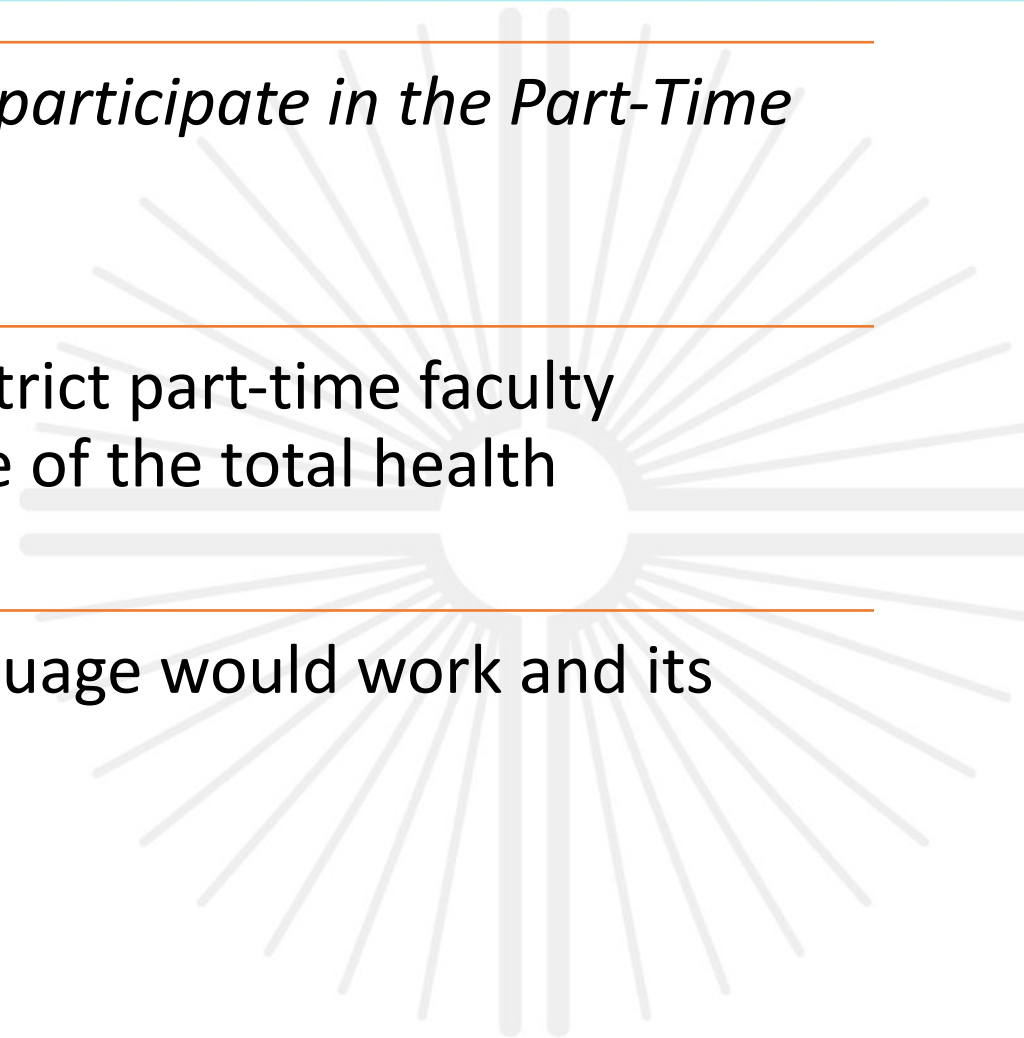 participate in the Part-Time
trict part-time faculty
e of the total health
uage would work and its